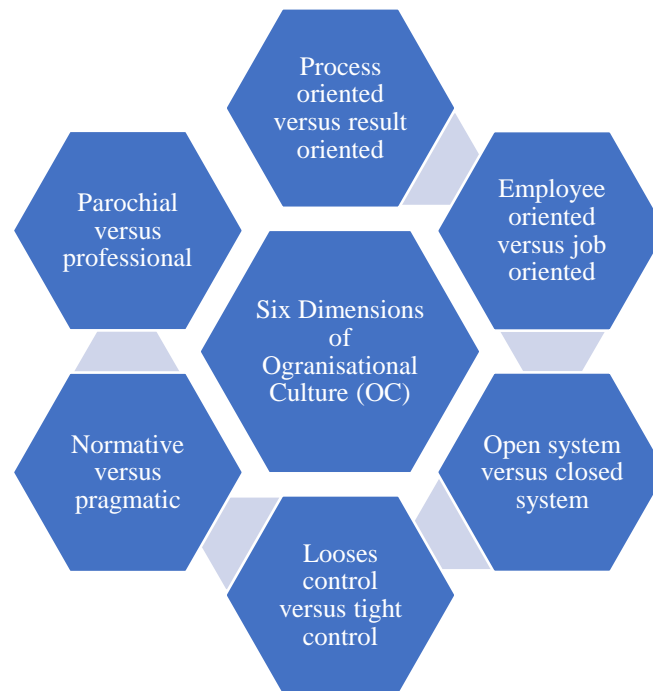 Process
oriented
versus result
oriented
Employee
oriented
versus job
oriented
Parochial
versus
professional
Six Dimensions
of
Ogranisational
Culture (OC)
Open system
versus closed
system
Normative
versus
pragmatic
Looses
control
versus tight
control